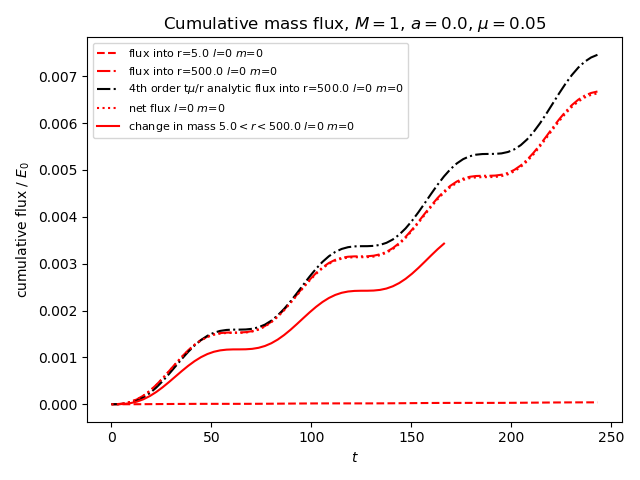 Cumulative mass flux, M = 1, a = 0.0, μ = 0.05
flux into r=5.0 l=0 m=0
flux into r=500.0 l=0 m=0
4th order tμ/r analytic flux into r=500.0 l=0 m=0
net flux l=0 m=0
change in mass 5.0 < r < 500.0 l=0 m=0
cumulative flux / E₀
0.007
0.006
0.005
0.004
0.003
0.002
0.001
0.000
0 50 100 150 200 250
t